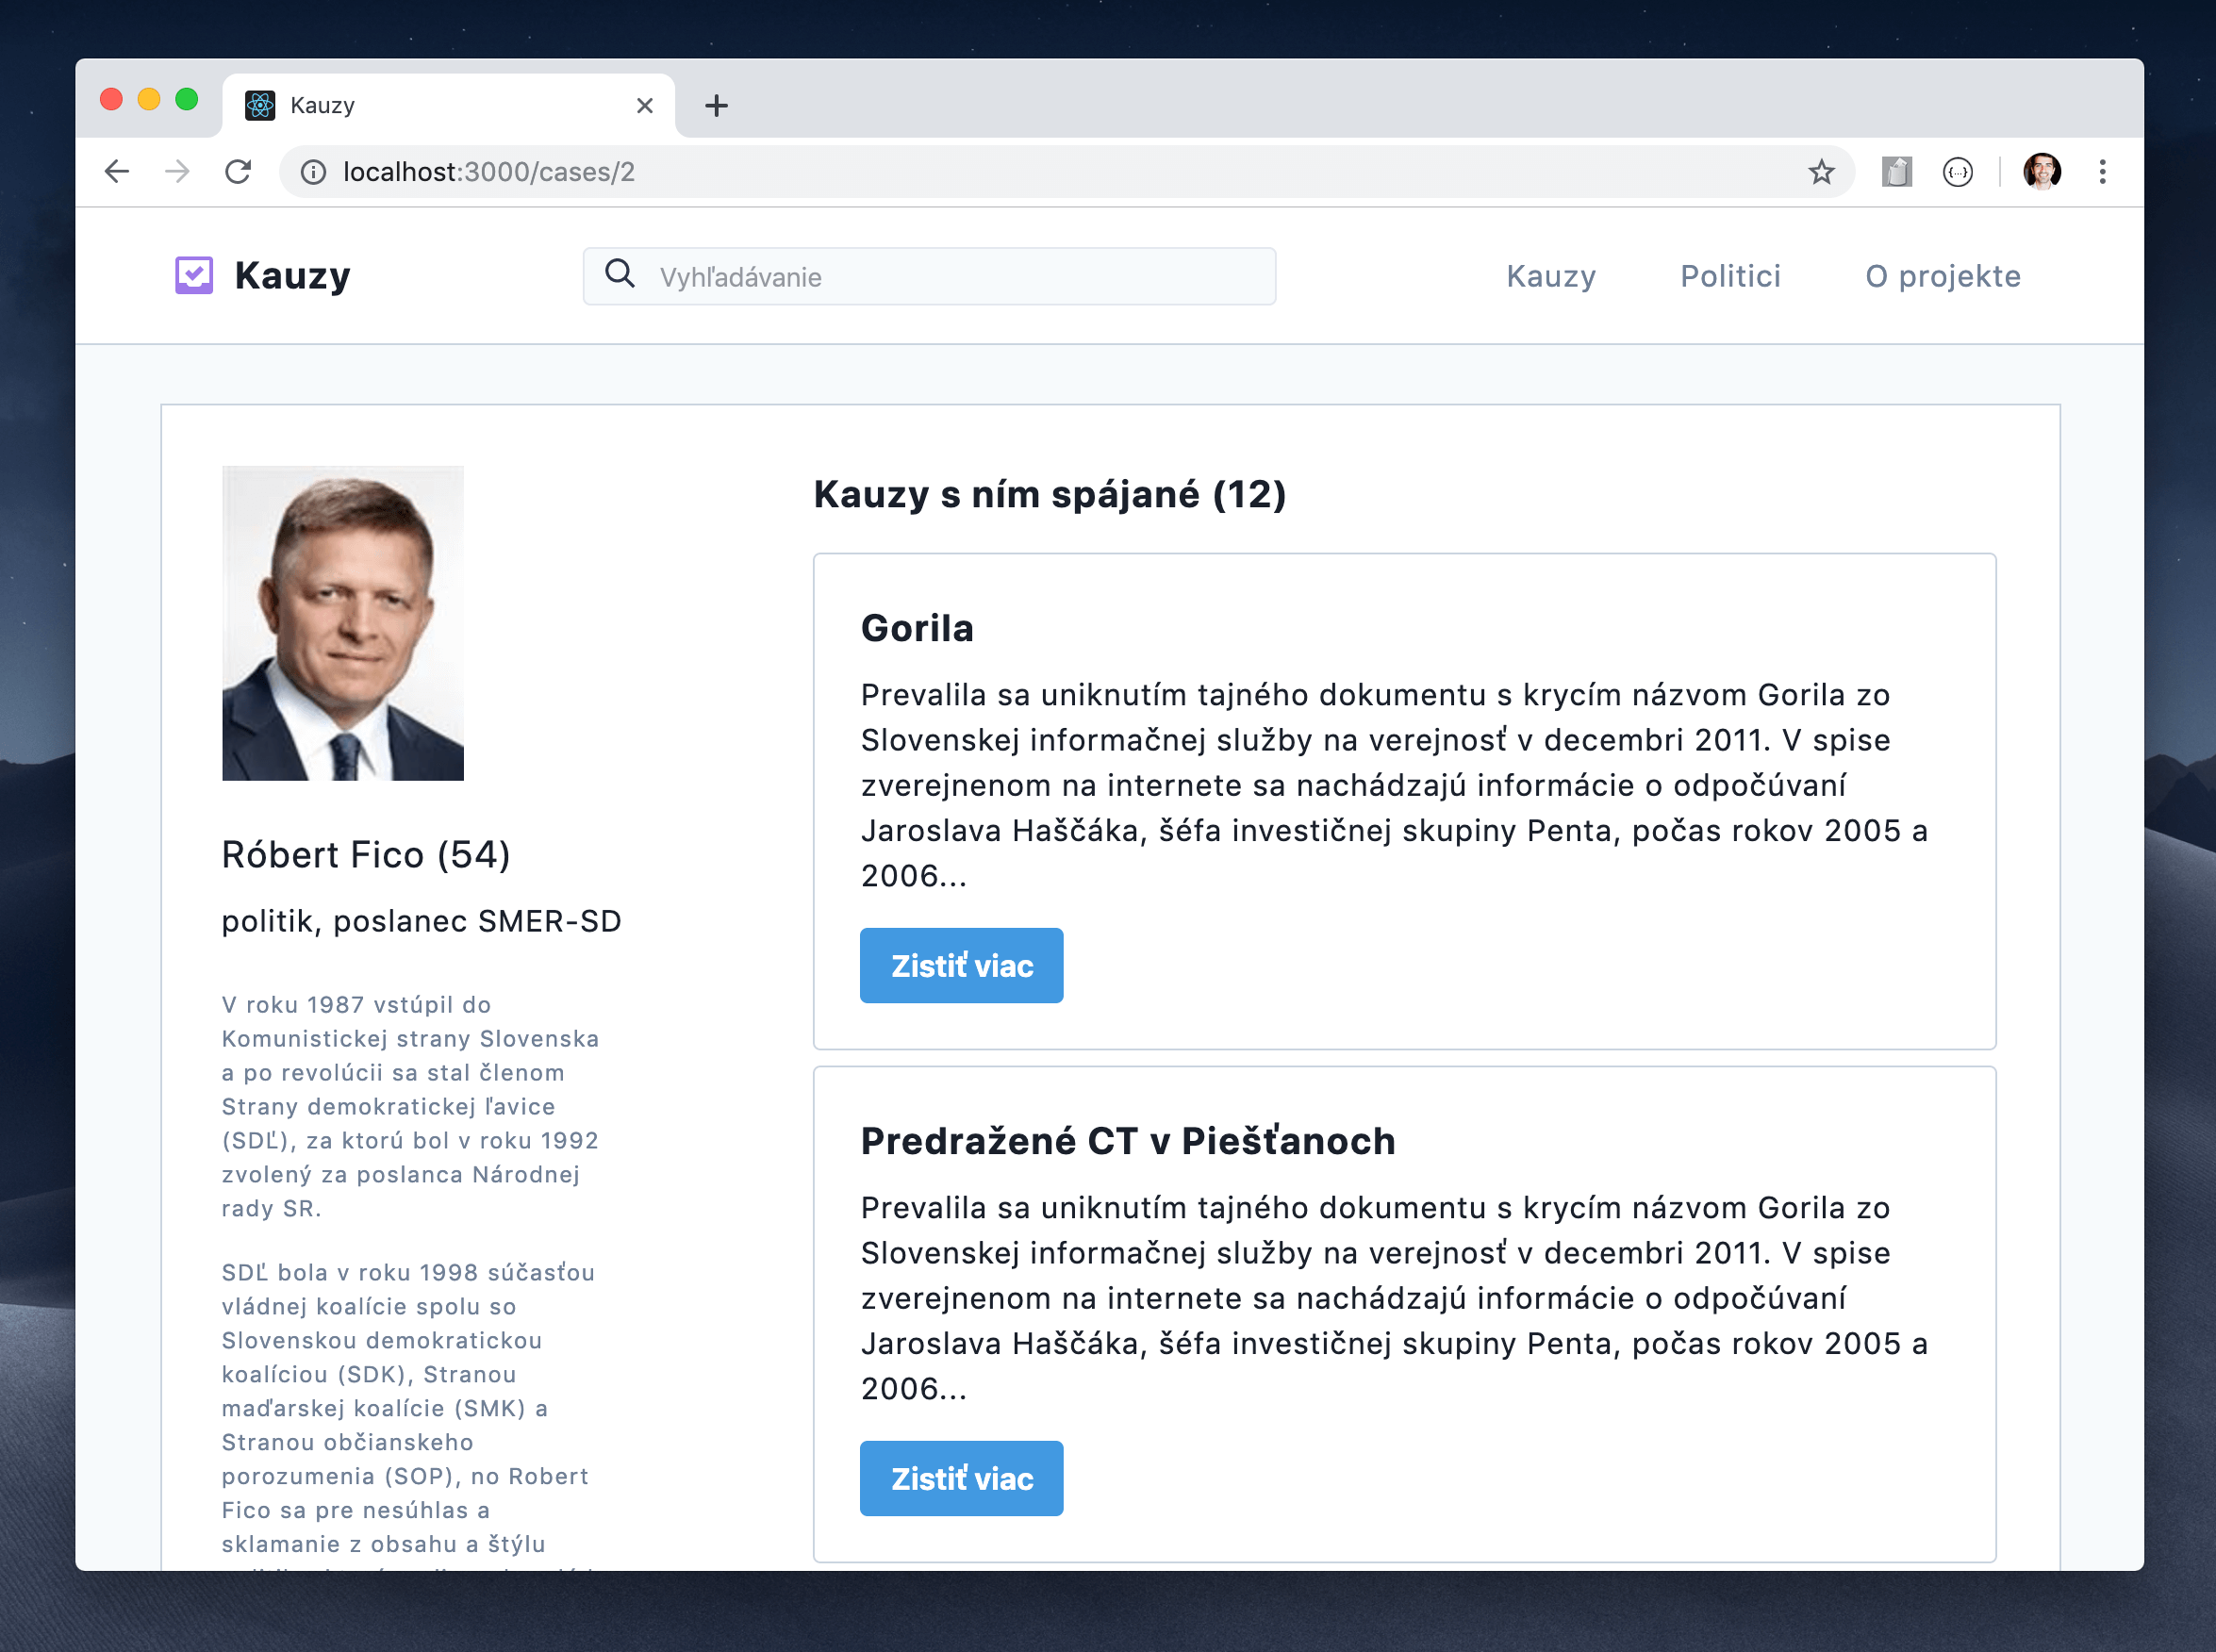 Kauzy
localhost:3000/cases/2
Kauzy
Vyhľadávanie
Kauzy
Politici
O projekte
Róbert Fico (54)
politik, poslanec SMER-SD
V roku 1987 vstúpil do
Komunistickej strany Slovenska
a po revolúcii sa stal členom
Strany demokratickej ľavice
(SDĽ), za ktorú bol v roku 1992
zvolený za poslanca Národnej
rady SR.
SDĽ bola v roku 1998 súčasťou
vládnej koalície spolu so
Slovenskou demokratickou
koalíciou (SDK), Stranou
maďarskej koalície (SMK) a
Stranou občianskeho
porozumenia (SOP), no Robert
Fico sa pre nesúhlas a
sklamanie z obsahu a štýlu
Kauzy s ním spájané (12)
Gorila
Prevalila sa uniknutím tajného dokumentu s krycím názvom Gorila zo
Slovenskej informačnej služby na verejnosť v decembri 2011. V spise
zverejnenom na internete sa nachádzajú informácie o odpočúvaní
Jaroslava Haščáka, šéfa investičnej skupiny Penta, počas rokov 2005 a
2006...
Zistiť viac
Predražené CT v Piešťanoch
Prevalila sa uniknutím tajného dokumentu s krycím názvom Gorila zo
Slovenskej informačnej služby na verejnosť v decembri 2011. V spise
zverejnenom na internete sa nachádzajú informácie o odpočúvaní
Jaroslava Haščáka, šéfa investičnej skupiny Penta, počas rokov 2005 a
2006...
Zistiť viac